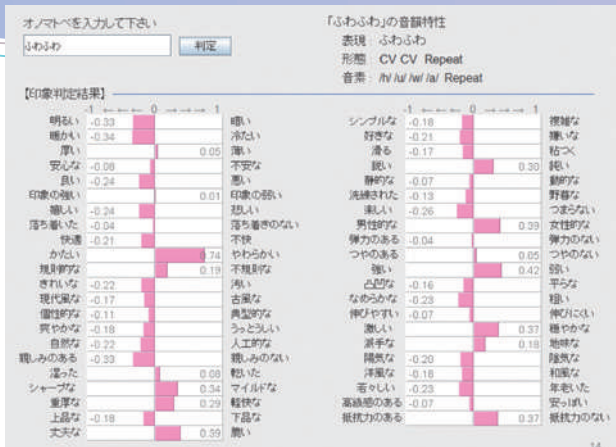 オノマトペを入力して下さい
ふわふわ 判定
「ふわふわ」の音韻特性
表現: ふわふわ
形態: CV CV Repeat
音素: /h/ /u/ /w/ /a/ Repeat
【印象判定結果】
-1 ← ← ← 0 → → → 1
明るい -0.33 暗い
暖かい -0.34 冷たい
厚い 0.05 薄い
安心な -0.08 不安な
良い -0.24 悪い
印象の強い 0.01 印象の弱い
嬉しい -0.24 悲しい
落ち着いた -0.04 落ち着きのない
快適 -0.21 不快
かたい 0.74 やわらかい
規則的な 0.19 不規則な
きれいな -0.22 汚い
現代風な -0.17 古風な
個性的な -0.11 典型的な
爽やかな -0.18 うっとうしい
自然な -0.22 人工的な
親しみのある -0.33 親しみのない
湿った 0.08 乾いた
シャープな 0.34 マイルドな
重厚な 0.29 軽快な
上品な -0.18 下品な
丈夫な 0.39 脆い
-1 ← ← ← 0 → → → 1
シンプルな -0.18 複雑な
好きな -0.21 嫌いな
滑る -0.17 粘つく
鋭い 0.30 鈍い
静的な -0.07 動的な
洗練された -0.13 野暮な
楽しい -0.26 つまらない
男性的な 0.39 女性的な
弾力のある -0.04 弾力のない
つやのある 0.05 つやのない
強い 0.42 弱い
凸凹な -0.16 平らな
なめらかな -0.23 粗い
伸びやすい -0.07 伸びにくい
激しい 0.37 穏やかな
派手な 0.18 地味な
陽気な -0.20 陰気な
洋風な -0.18 和風な
若々しい -0.23 年老いた
高級感のある -0.07 安っぽい
抵抗力のある 0.37 抵抗力のない